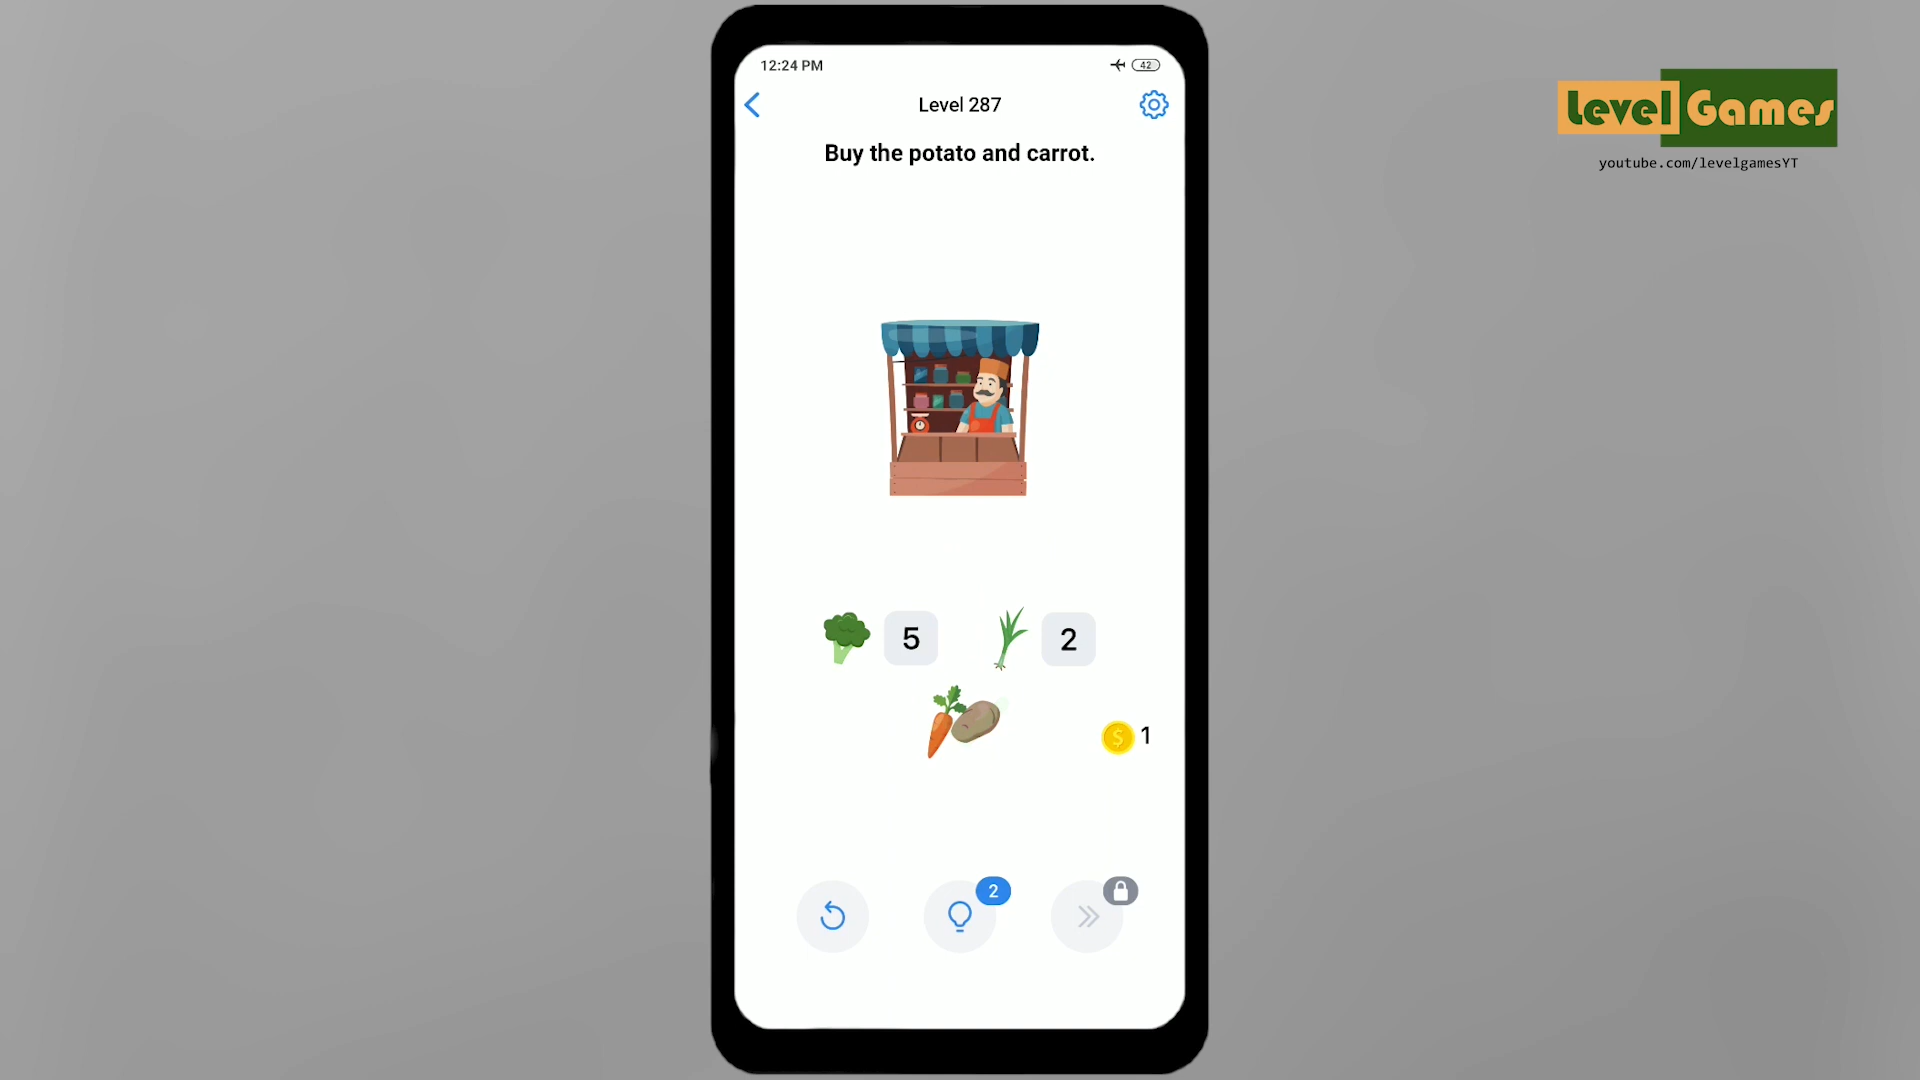 12:24 PM
42
Level 287
Buy the potato and carrot.
5
2
$ 1
2
Level Games
youtube.com/levelgamesYT